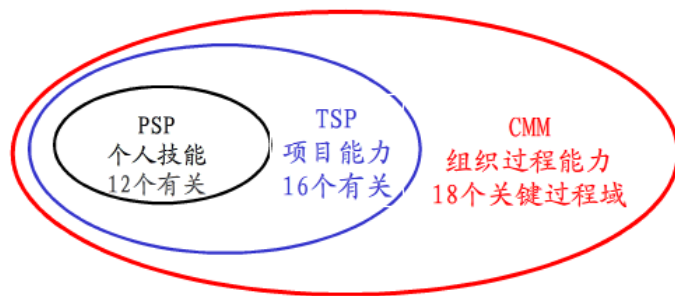 PSP
个人技能
12个有关
TSP
项目能力
16个有关
CMM
组织过程能力
18个关键过程域